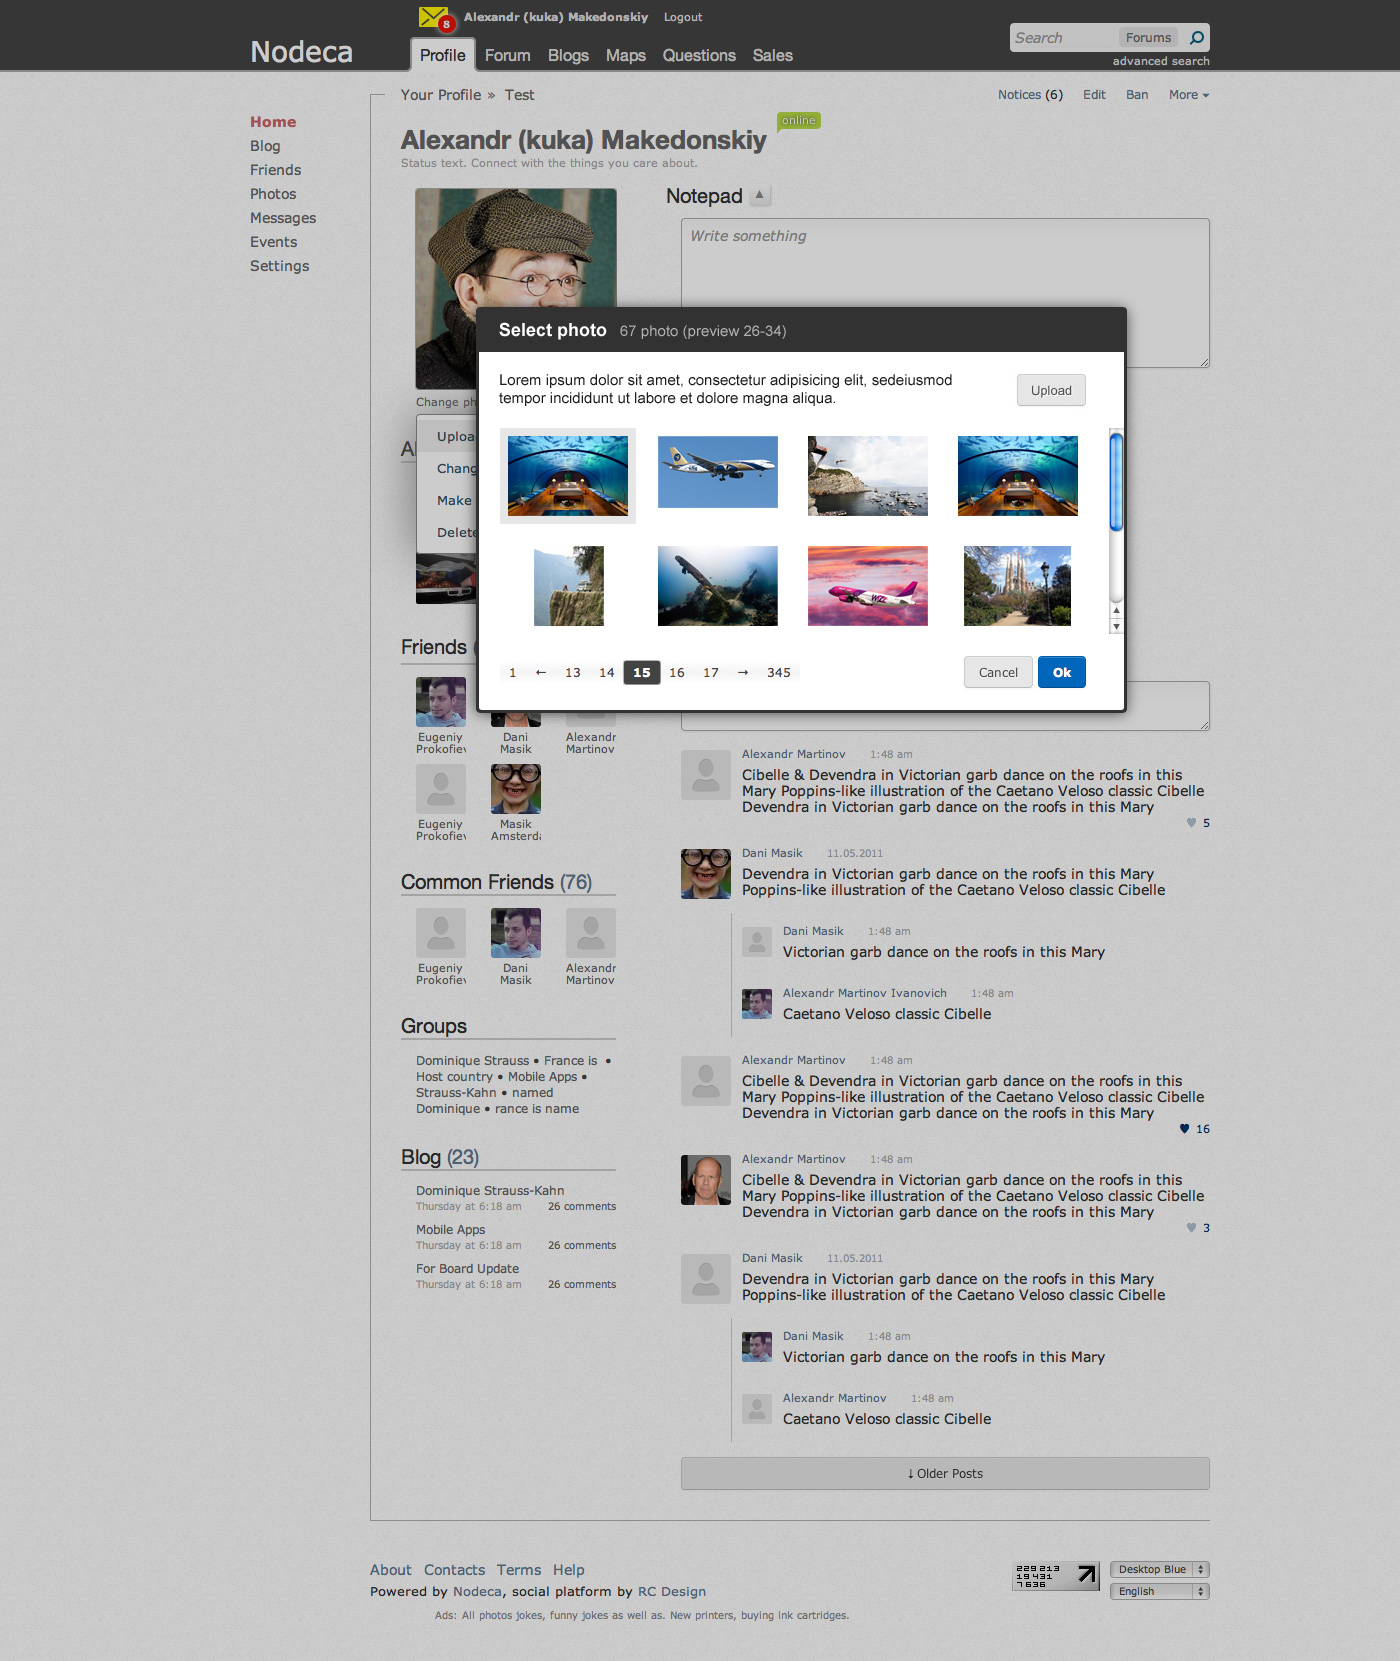 8
Alexandr (kuka) Makedonskiy Logout
Nodeca
Profile Forum Blogs Maps Questions Sales
Search Forums
advanced search
Your Profile » Test
Notices (6) Edit Ban More
Home
Blog
Friends
Photos
Messages
Events
Settings
Alexandr (kuka) Makedonskiy
online
Status text. Connect with the things you care about.
Notepad
Write something
Change
Make
Delete
Select photo 67 photo (preview 26-34)
Lorem ipsum dolor sit amet, consectetur adipisicing elit, sedeiusmod
tempor incididunt ut labore et dolore magna aliqua.
Upload
WIZZ
1 ← 13 14 15 16 17 → 345
Cancel Ok
Friends
Eugeniy
Prokofiev
Dani
Masik
Alexandr
Martinov
Eugeniy
Prokofiev
Masik
Amsterda
Common Friends (76)
Eugeniy
Prokofiev
Dani
Masik
Alexandr
Martinov
Groups
Dominique Strauss • France is •
Host country • Mobile Apps •
Strauss-Kahn • named
Dominique • rance is name
Blog (23)
Dominique Strauss-Kahn
Thursday at 6:18 am 26 comments
Mobile Apps
Thursday at 6:18 am 26 comments
For Board Update
Thursday at 6:18 am 26 comments
Alexandr Martinov 1:48 am
Cibelle & Devendra in Victorian garb dance on the roofs in this
Mary Poppins-like illustration of the Caetano Veloso classic Cibelle
Devendra in Victorian garb dance on the roofs in this Mary
5
Dani Masik 11.05.2011
Devendra in Victorian garb dance on the roofs in this Mary
Poppins-like illustration of the Caetano Veloso classic Cibelle
Dani Masik 1:48 am
Victorian garb dance on the roofs in this Mary
Alexandr Martinov Ivanovich 1:48 am
Caetano Veloso classic Cibelle
Alexandr Martinov 1:48 am
Cibelle & Devendra in Victorian garb dance on the roofs in this
Mary Poppins-like illustration of the Caetano Veloso classic Cibelle
Devendra in Victorian garb dance on the roofs in this Mary
16
Alexandr Martinov 1:48 am
Cibelle & Devendra in Victorian garb dance on the roofs in this
Mary Poppins-like illustration of the Caetano Veloso classic Cibelle
Devendra in Victorian garb dance on the roofs in this Mary
3
Dani Masik 11.05.2011
Devendra in Victorian garb dance on the roofs in this Mary
Poppins-like illustration of the Caetano Veloso classic Cibelle
Dani Masik 1:48 am
Victorian garb dance on the roofs in this Mary
Alexandr Martinov 1:48 am
Caetano Veloso classic Cibelle
↓ Older Posts
About Contacts Terms Help
Powered by Nodeca, social platform by RC Design
Ads: All photos jokes, funny jokes as well as. New printers, buying ink cartridges.
229 213
19 431
7 636
Desktop Blue
English